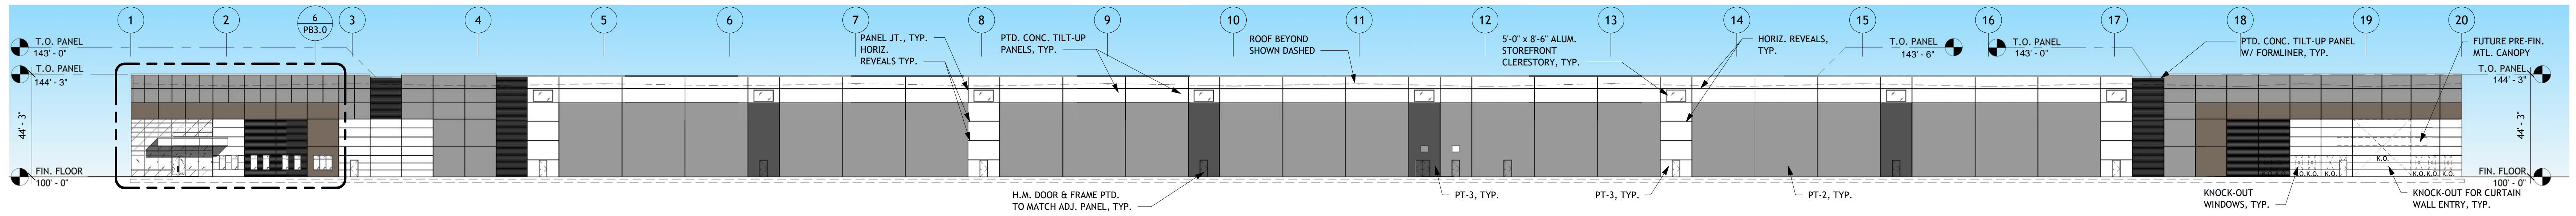 1
2
6
PB3.0
3
4
5
6
7
8
9
10
11
12
13
14
15
16
17
18
19
20
T.O. PANEL
143' - 0"
T.O. PANEL
144' - 3"
44' - 3"
FIN. FLOOR
100' - 0"
PANEL JT., TYP.
HORIZ.
REVEALS TYP.
PTD. CONC. TILT-UP
PANELS, TYP.
ROOF BEYOND
SHOWN DASHED
5'-0" x 8'-6" ALUM.
STOREFRONT
CLERESTORY, TYP.
HORIZ. REVEALS,
TYP.
T.O. PANEL
143' - 6"
T.O. PANEL
143' - 0"
PTD. CONC. TILT-UP PANEL
W/ FORMLINER, TYP.
FUTURE PRE-FIN.
MTL. CANOPY
T.O. PANEL
144' - 3"
44' - 3"
FIN. FLOOR
100' - 0"
K.O.
K.O. K.O. K.O. K.O. K.O. K.O. K.O. K.O.
H.M. DOOR & FRAME PTD.
TO MATCH ADJ. PANEL, TYP.
PT-3, TYP.
PT-3, TYP.
PT-2, TYP.
KNOCK-OUT
WINDOWS, TYP.
KNOCK-OUT FOR CURTAIN
WALL ENTRY, TYP.